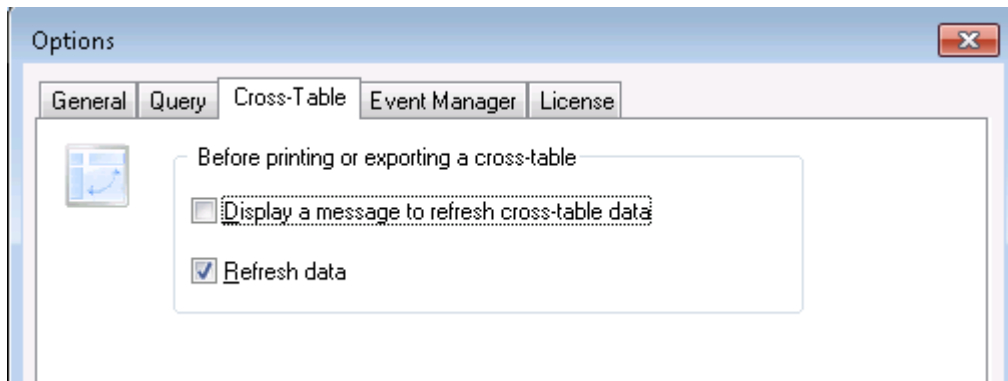 Options
General Query Cross-Table Event Manager License
Before printing or exporting a cross-table
Display a message to refresh cross-table data
Refresh data